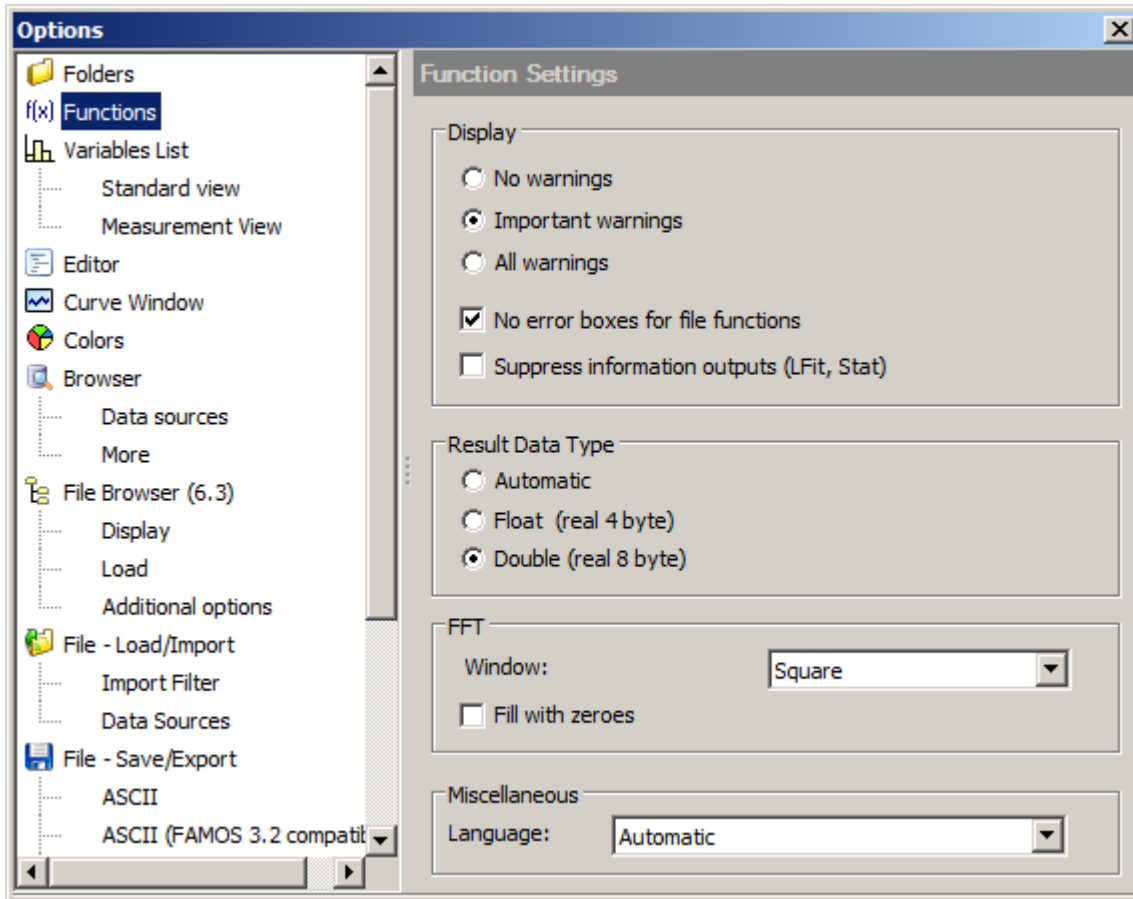 Options
Folders
f(x) Functions
Variables List
Standard view
Measurement View
Editor
Curve Window
Colors
Browser
Data sources
More
File Browser (6.3)
Display
Load
Additional options
File - Load/Import
Import Filter
Data Sources
File - Save/Export
ASCII
ASCII (FAMOS 3.2 compatib
Function Settings
Display
No warnings
Important warnings
All warnings
No error boxes for file functions
Suppress information outputs (LFit, Stat)
Result Data Type
Automatic
Float (real 4 byte)
Double (real 8 byte)
FFT
Window: Square
Fill with zeroes
Miscellaneous
Language: Automatic